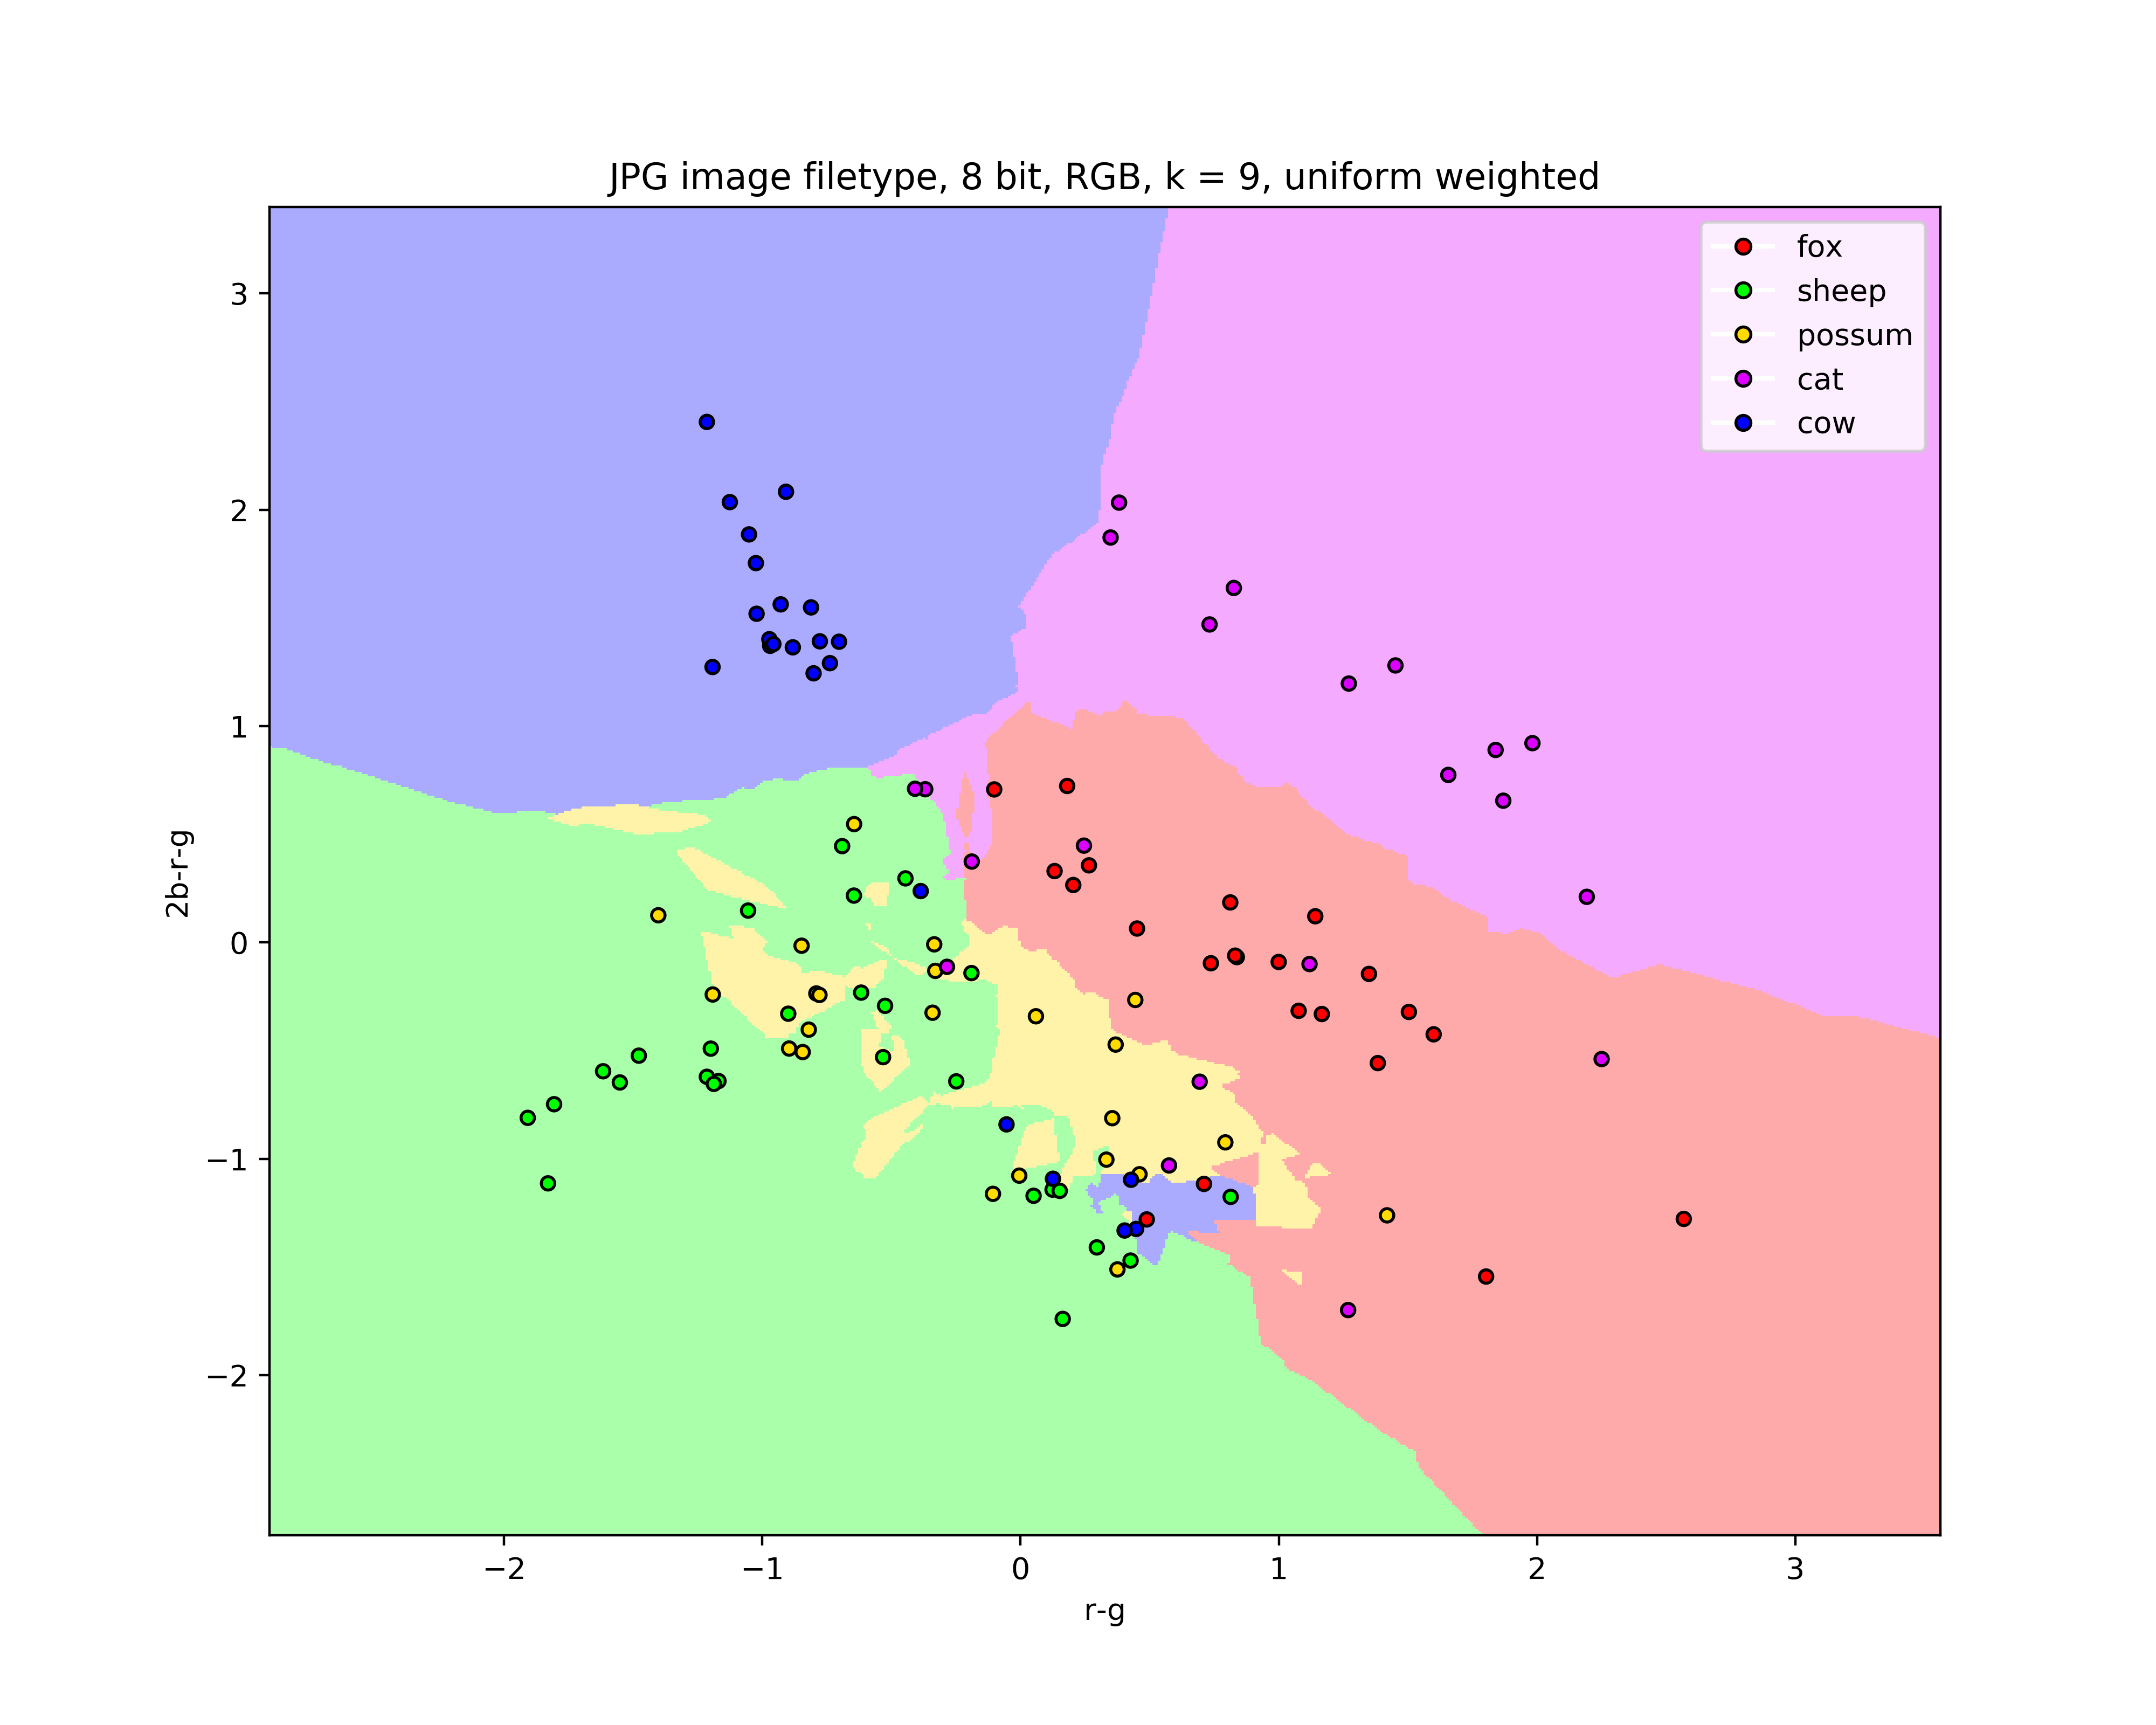 JPG image filetype, 8 bit, RGB, k = 9, uniform weighted
fox
sheep
possum
cat
cow
3
2
1
0
−1
−2
2b-r-g
−2
−1
0
1
2
3
r-g